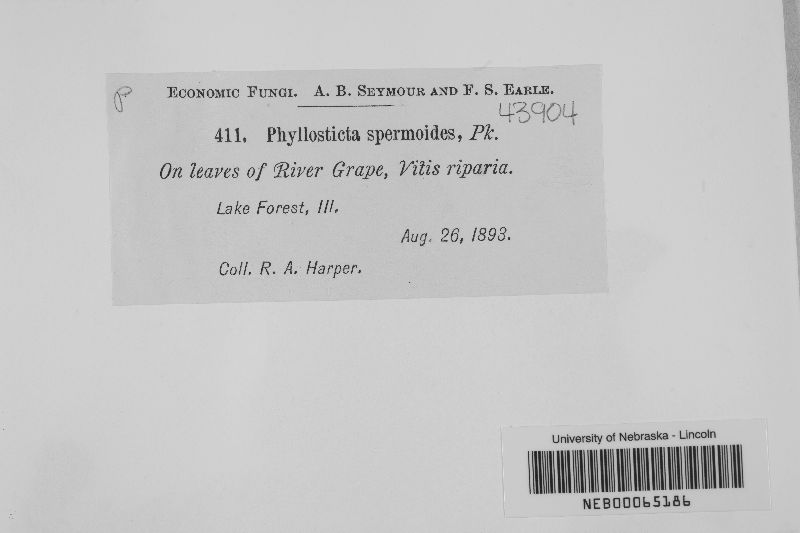 P
ECONOMIC FUNGI. A. B. SEYMOUR AND F. S. EARLE.
43904
411. Phyllosticta spermoides, Pk.
On leaves of River Grape, Vitis riparia.
Lake Forest, Ill.
Aug. 26, 1893.
Coll. R. A. Harper.
University of Nebraska - Lincoln
NEB00065186